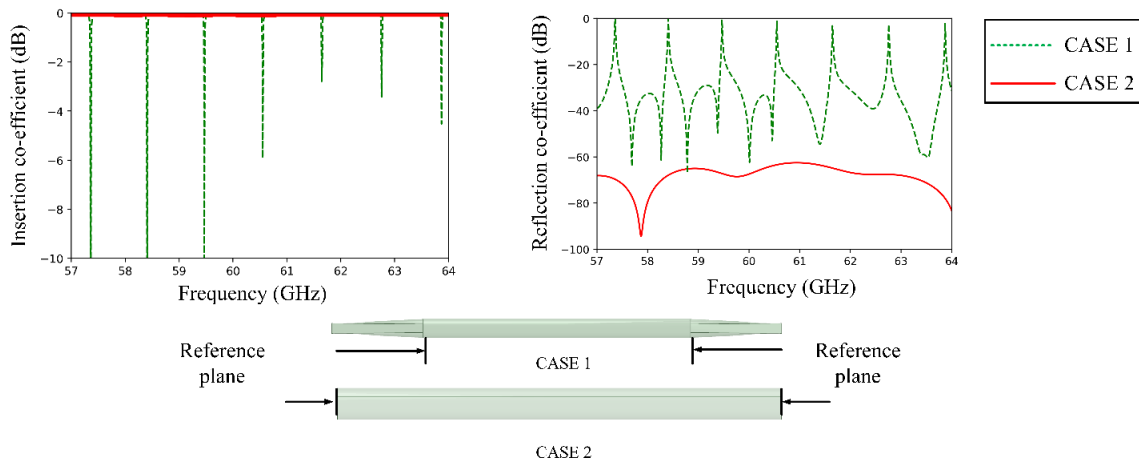 Insertion co-efficient (dB)
0
−2
−4
−6
−8
−10
57
58
59
60
61
62
63
64
Frequency (GHz)
Reflection co-efficient (dB)
0
−20
−40
−60
−80
−100
57
58
59
60
61
62
63
64
Frequency (GHz)
CASE 1
CASE 2
Reference
plane
CASE 1
Reference
plane
CASE 2